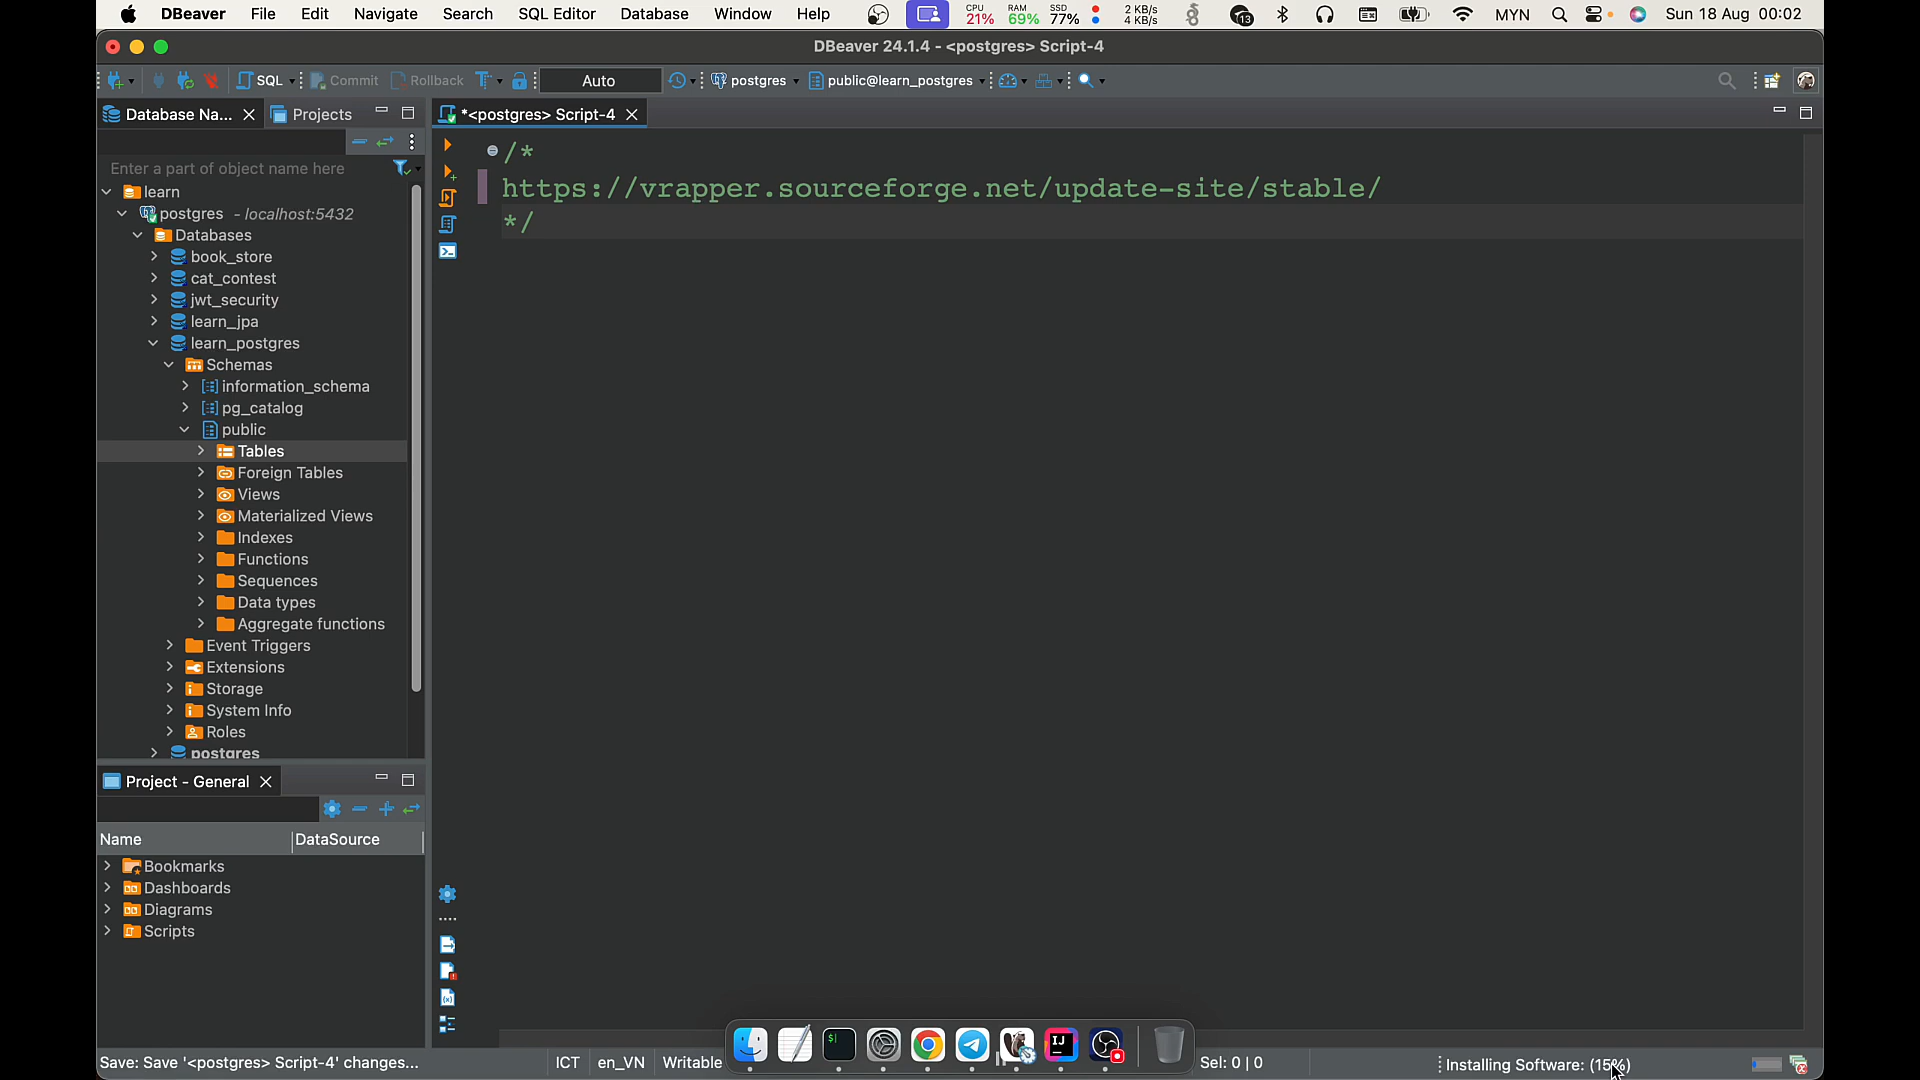 DBeaver File Edit Navigate Search SQL Editor Database Window Help CPU 21% RAM 69% SSD 77% 2 KB/s 4 KB/s 13 MYN Sun 18 Aug 00:02
DBeaver 24.1.4 - <postgres> Script-4
SQL Commit Rollback Auto postgres public@learn_postgres
Database Na... Projects *<postgres> Script-4
Enter a part of object name here
learn
postgres - localhost:5432
Databases
book_store
cat_contest
jwt_security
learn_jpa
learn_postgres
Schemas
information_schema
pg_catalog
public
Tables
Foreign Tables
Views
Materialized Views
Indexes
Functions
Sequences
Data types
Aggregate functions
Event Triggers
Extensions
Storage
System Info
Roles
postgres
/*
https://vrapper.sourceforge.net/update-site/stable/
*/
Project - General
Name DataSource
Bookmarks
Dashboards
Diagrams
Scripts
Save: Save '<postgres> Script-4' changes... ICT en_VN Writable Sel: 0 | 0 Installing Software: (15%)